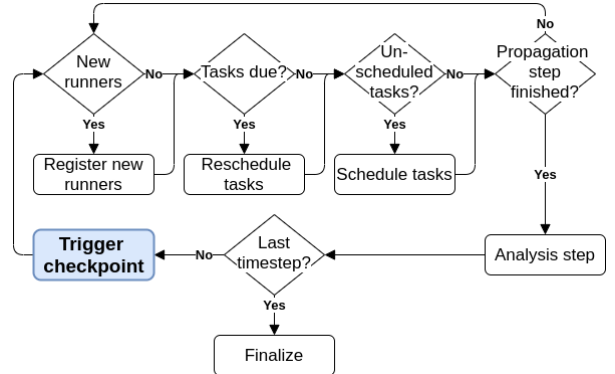 No
New
runners
No
Tasks due?
No
Un-
scheduled
tasks?
No
Propagation
step
finished?
Yes
Yes
Yes
Register new
runners
Reschedule
tasks
Schedule tasks
Yes
Trigger
checkpoint
No
Last
timestep?
Analysis step
Yes
Finalize